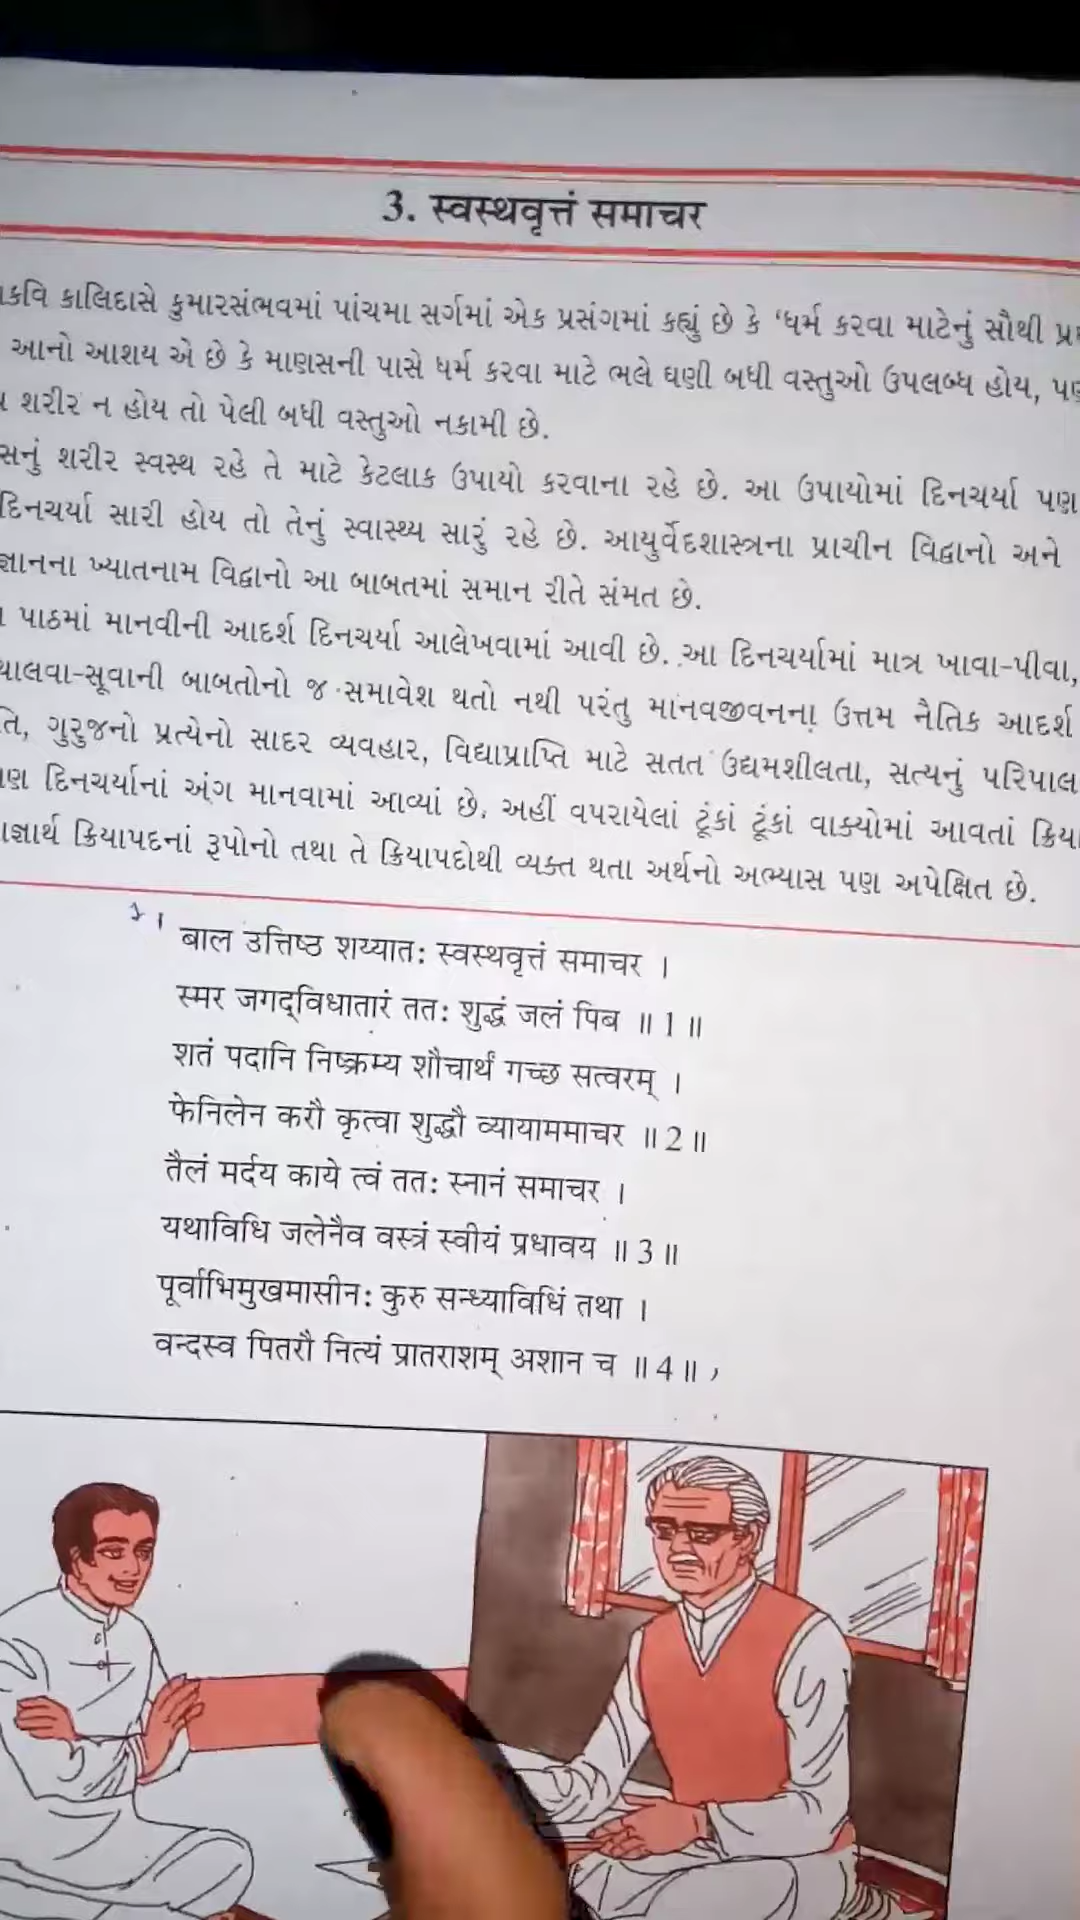 3. स्वस्थवृत्तं समाचर
કવિ કાલિદાસે કુમારસંભવમાં પાંચમા સર્ગમાં એક પ્રસંગમાં કહ્યું છે કે ‘ધર્મ કરવા માટેનું સૌથી
આનો આશય એ છે કે માણસની પાસે ધર્મ કરવા માટે ભલે ઘણી બધી વસ્તુઓ ઉપલબ્ધ હોય,
શરીર ન હોય તો પેલી બધી વસ્તુઓ નકામી છે.
શરીર સ્વસ્થ રહે તે માટે કેટલાક ઉપાયો કરવાના રહે છે. આ ઉપાયોમાં દિનચર્યા પણ
દિનચર્યા સારી હોય તો તેનું સ્વાસ્થ્ય સારું રહે છે. આયુર્વેદશાસ્ત્રના પ્રાચીન વિદ્વાનો અને
ખ્યાતનામ વિદ્વાનો આ બાબતમાં સમાન રીતે સંમત છે.
પાઠમાં માનવીની આદર્શ દિનચર્યા આલેખવામાં આવી છે. આ દિનચર્યામાં માત્ર ખાવા-પીવા,
ચાલવા-સૂવાની બાબતોનો જ સમાવેશ થતો નથી પરંતુ માનવજીવનના ઉત્તમ નૈતિક આદર્શ
ગુરુજનો પ્રત્યેનો સાદર વ્યવહાર, વિદ્યાપ્રાપ્તિ માટે સતત ઉદ્યમશીલતા, સત્યનું
દિનચર્યાનાં અંગ માનવામાં આવ્યાં છે. અહીં વપરાયેલાં ટૂંકાં ટૂંકાં વાક્યોમાં આવતાં
ક્રિયાપદનાં રૂપોનો તથા તે ક્રિયાપદોથી વ્યક્ત થતા અર્થનો અભ્યાસ પણ અપેક્ષિત છે.
बाल उत्तिष्ठ शय्यातः स्वस्थवृत्तं समाचर ।
स्मर जगद्विधातारं ततः शुद्धं जलं पिब ॥ 1 ॥
शतं पदानि निष्क्रम्य शौचार्थं गच्छ सत्वरम् ।
फेनिलेन करौ कृत्वा शुद्धौ व्यायाममाचर ॥ 2 ॥
तैलं मर्दय काये त्वं ततः स्नानं समाचर ।
यथाविधि जलेनैव वस्त्रं स्वीयं प्रधावय ॥ 3 ॥
पूर्वाभिमुखमासीनः कुरु सन्ध्याविधिं तथा ।
वन्दस्व पितरौ नित्यं प्रातराशम् अशान च ॥ 4 ॥